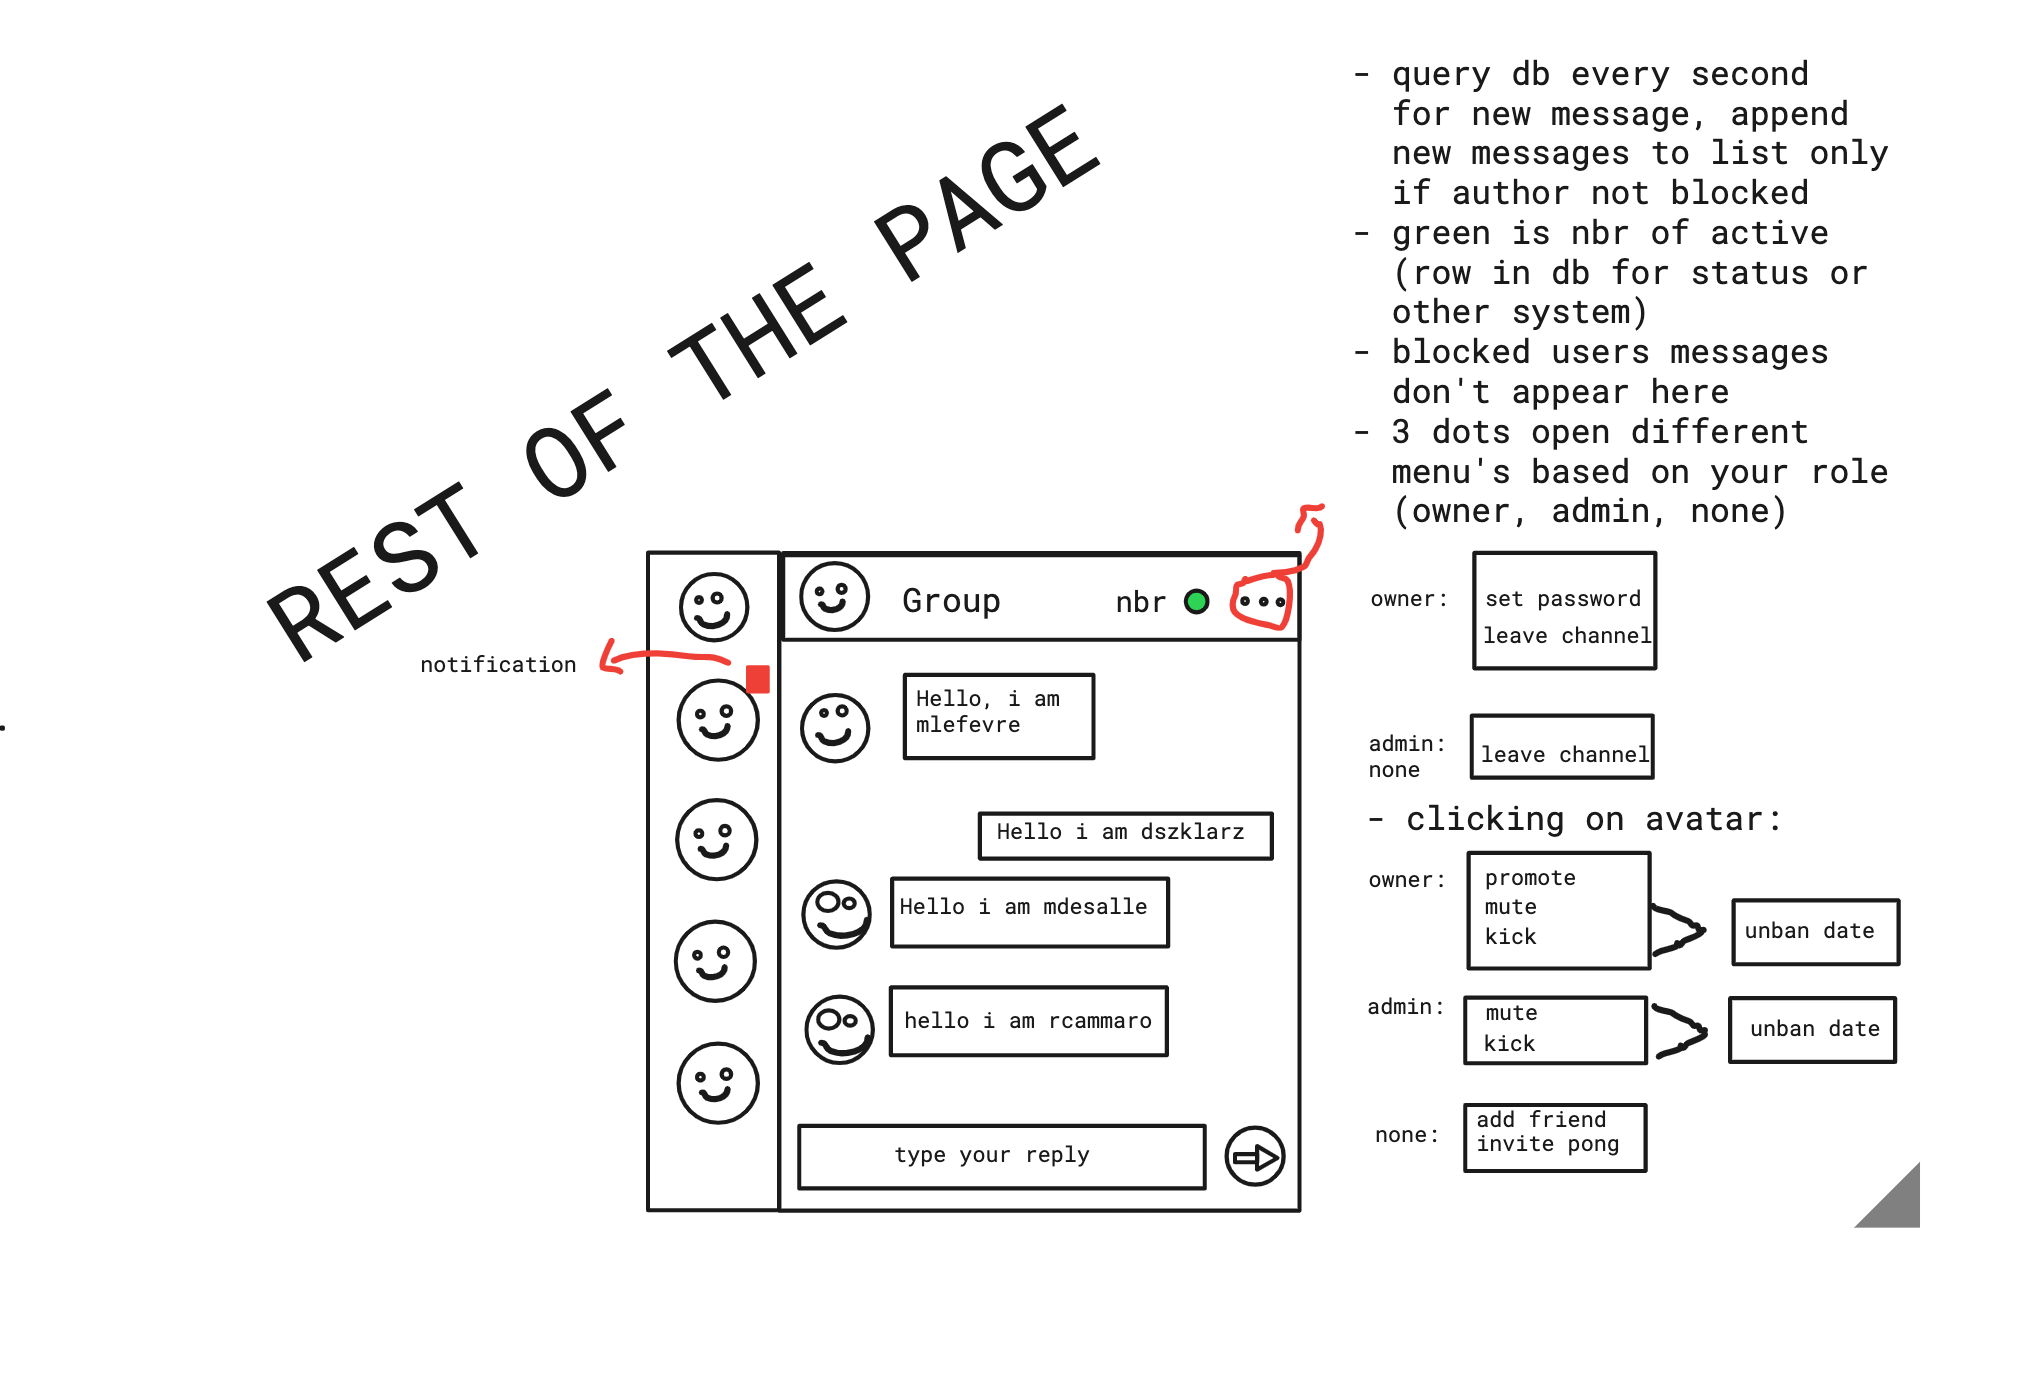 REST OF THE PAGE
- query db every second
for new message, append
new messages to list only
if author not blocked
- green is nbr of active
(row in db for status or
other system)
- blocked users messages
don't appear here
- 3 dots open different
menu's based on your role
(owner, admin, none)
notification
Group
nbr
Hello, i am
mlefevre
Hello i am dszklarz
Hello i am mdesalle
hello i am rcammaro
type your reply
owner:
set password
leave channel
admin:
none
leave channel
- clicking on avatar:
owner:
promote
mute
kick
unban date
admin:
mute
kick
unban date
none:
add friend
invite pong